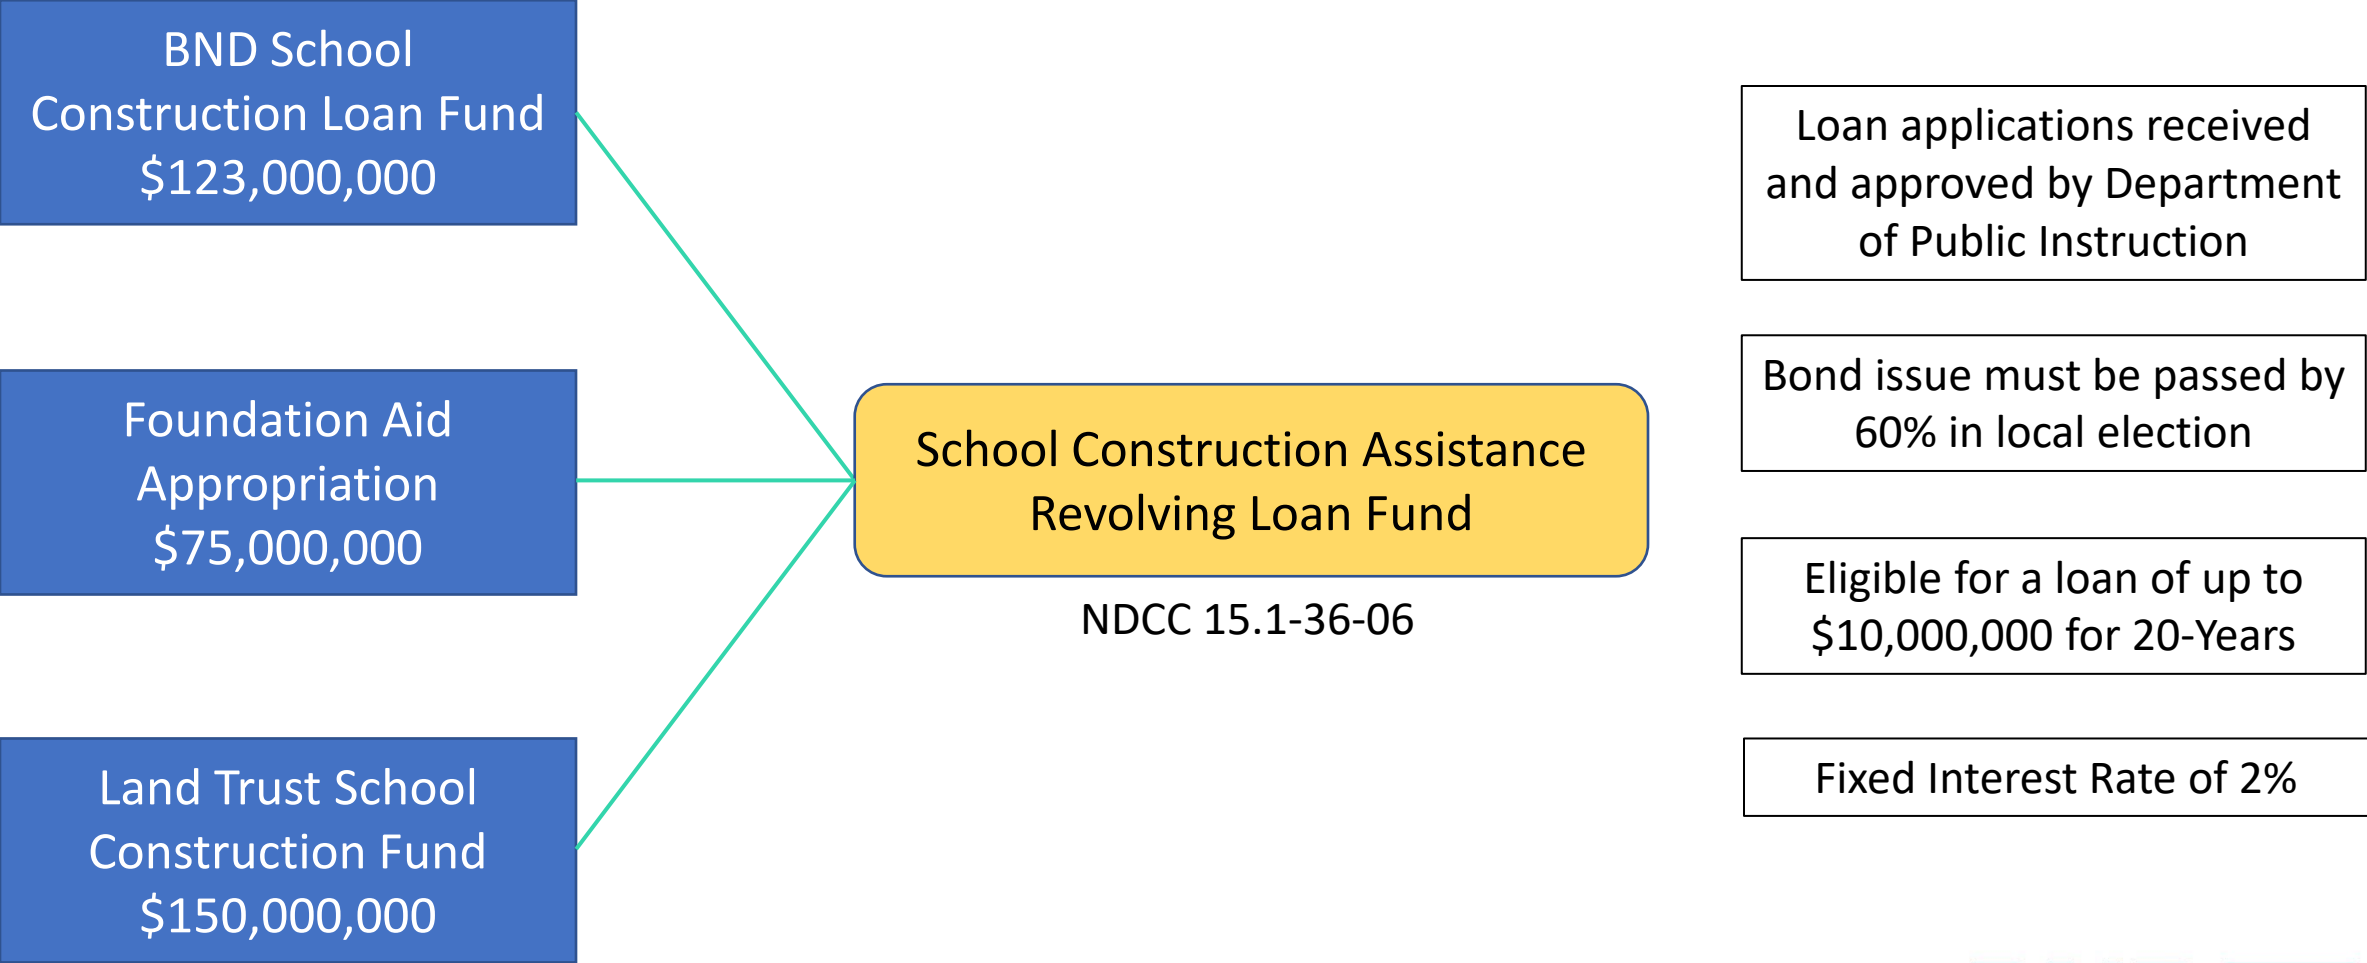 BND School
Construction Loan Fund
$123,000,000
Foundation Aid
Appropriation
$75,000,000
Land Trust School
Construction Fund
$150,000,000
School Construction Assistance
Revolving Loan Fund
NDCC 15.1-36-06
Loan applications received
and approved by Department
of Public Instruction
Bond issue must be passed by
60% in local election
Eligible for a loan of up to
$10,000,000 for 20-Years
Fixed Interest Rate of 2%